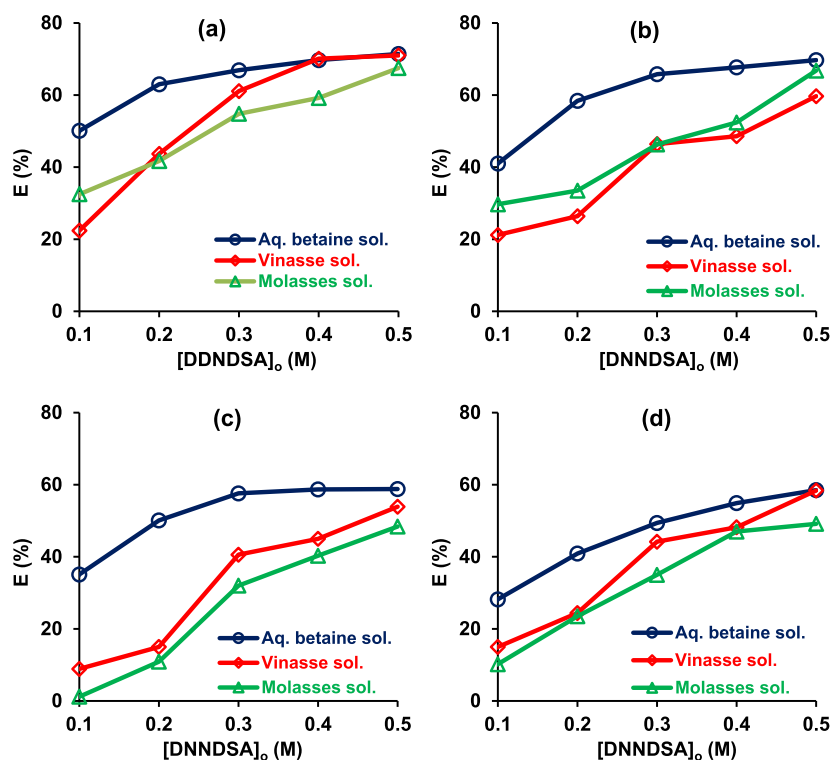 (a)
80
60
40
20
0
E (%)
Aq. betaine sol.
Vinasse sol.
Molasses sol.
0.1 0.2 0.3 0.4 0.5
[DDNDSA]o (M)
(b)
80
60
40
20
0
E (%)
Aq. betaine sol.
Vinasse sol.
Molasses sol.
0.1 0.2 0.3 0.4 0.5
[DNNDSA]o (M)
(c)
80
60
40
20
0
E (%)
Aq. betaine sol.
Vinasse sol.
Molasses sol.
0.1 0.2 0.3 0.4 0.5
[DNNDSA]o (M)
(d)
80
60
40
20
0
E (%)
Aq. betaine sol.
Vinasse sol.
Molasses sol.
0.1 0.2 0.3 0.4 0.5
[DNNDSA]o (M)